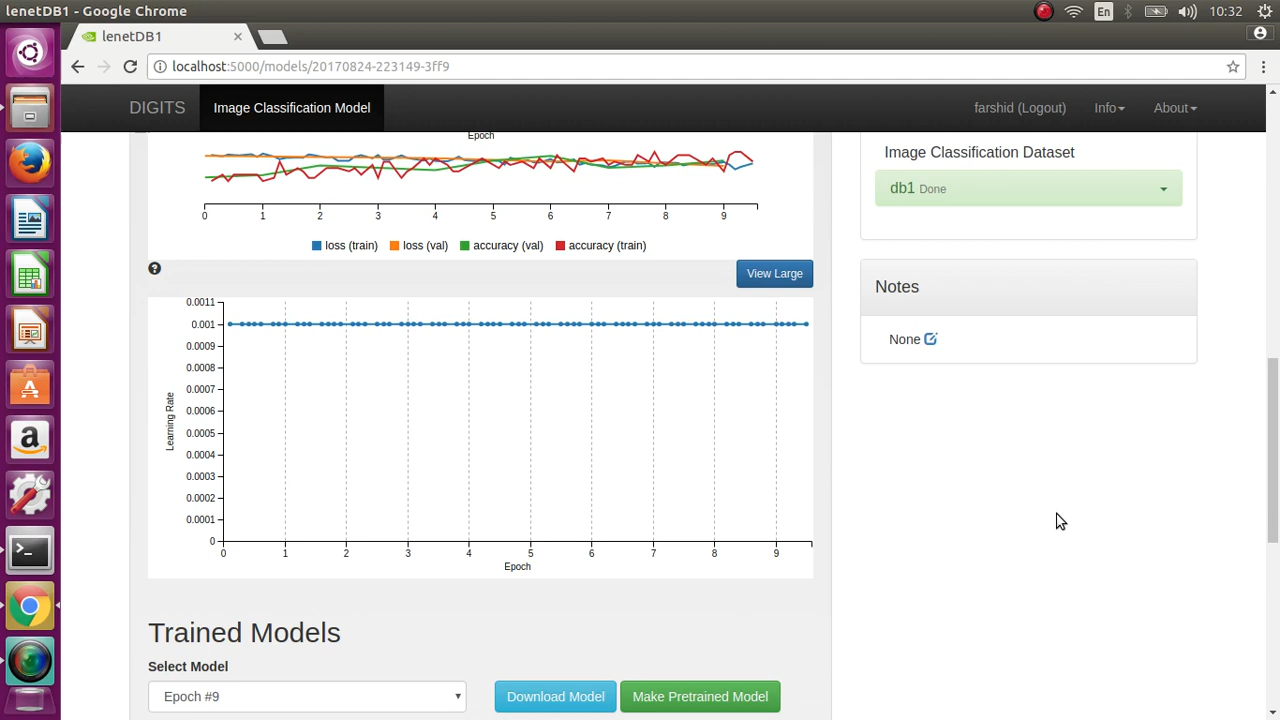 lenetDB1 - Google Chrome
En
10:32
lenetDB1
localhost:5000/models/20170824-223149-3ff9
DIGITS
Image Classification Model
farshid (Logout)
Info
About
Epoch
0 1 2 3 4 5 6 7 8 9
loss (train) loss (val) accuracy (val) accuracy (train)
View Large
Image Classification Dataset
db1 Done
Notes
None
0.0011
0.001
0.0009
0.0008
0.0007
0.0006
0.0005
0.0004
0.0003
0.0002
0.0001
0
Learning Rate
0 1 2 3 4 5 6 7 8 9
Epoch
Trained Models
Select Model
Epoch #9
Download Model
Make Pretrained Model